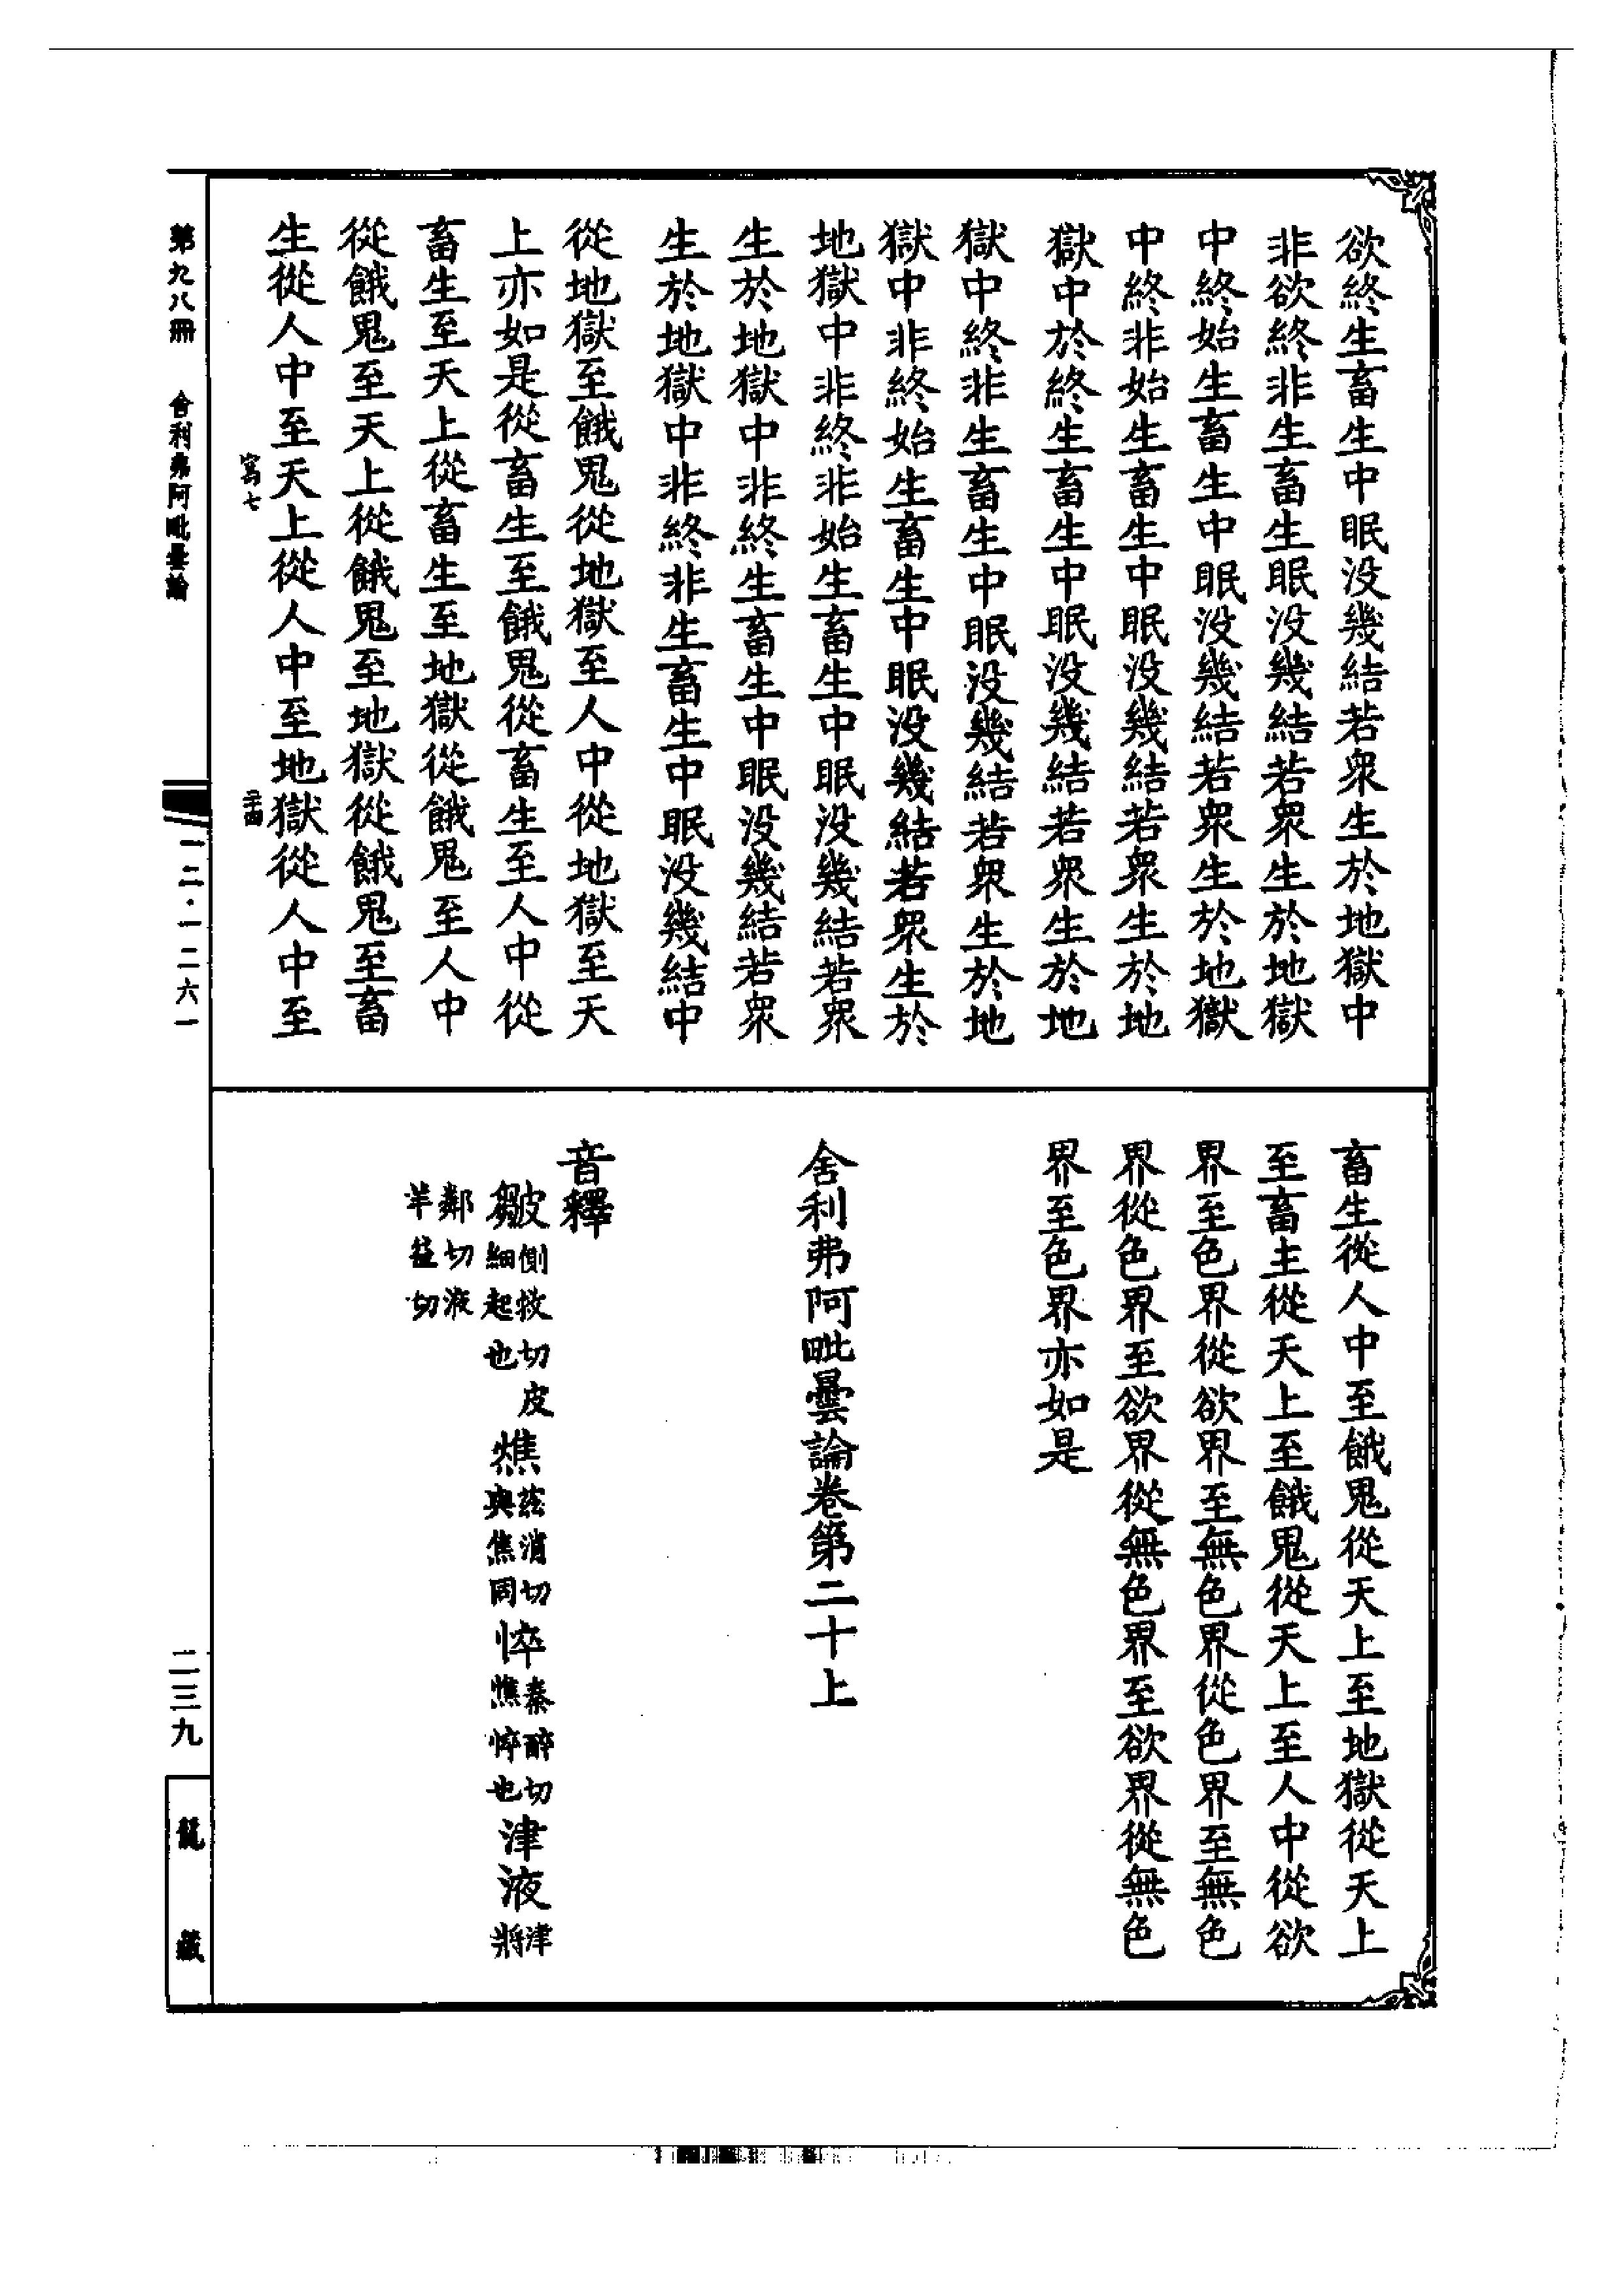 欲終生畜生中眠没幾結若衆生於地獄中
非欲終非生畜生眠没幾結若衆生於地獄
中終始生畜生中眠没幾結若衆生於地獄
中終非始生畜生中眠没幾結若衆生於地
獄中於終生畜生中眠没幾結若衆生於地
獄中終非生畜生中眠没幾結若衆生於地
獄中非終始生畜生中眠没幾結若衆生於
地獄中非終非始生畜生中眠没幾結若衆
生於地獄中非終生畜生中眠没幾結若衆
生於地獄中非終非生畜生中眠没幾結中
從地獄至餓鬼從地獄至人中從地獄至天
上亦如是從畜生至餓鬼從畜生至人中從
畜生至天上從畜生至地獄從餓鬼至人中
從餓鬼至天上從餓鬼至地獄從餓鬼至畜
生從人中至天上從人中至地獄從人中至
寫七
二十四
畜生從人中至餓鬼從天上至地獄從天上
至畜主從天上至餓鬼從天上至人中從欲
界至色界從欲界至無色界從色界至無色
界從色界至欲界從無色界至欲界從無色
界至色界亦如是
舍利弗阿毗曇論卷第二十上
音釋
皺側救切皮細起也 憔茲消切與焦同 悴秦醉切憔悴也 津液津將
鄰切液羊益切
第九八冊 舍利弗阿毗曇論
一二·一二六一
二三九
龍藏